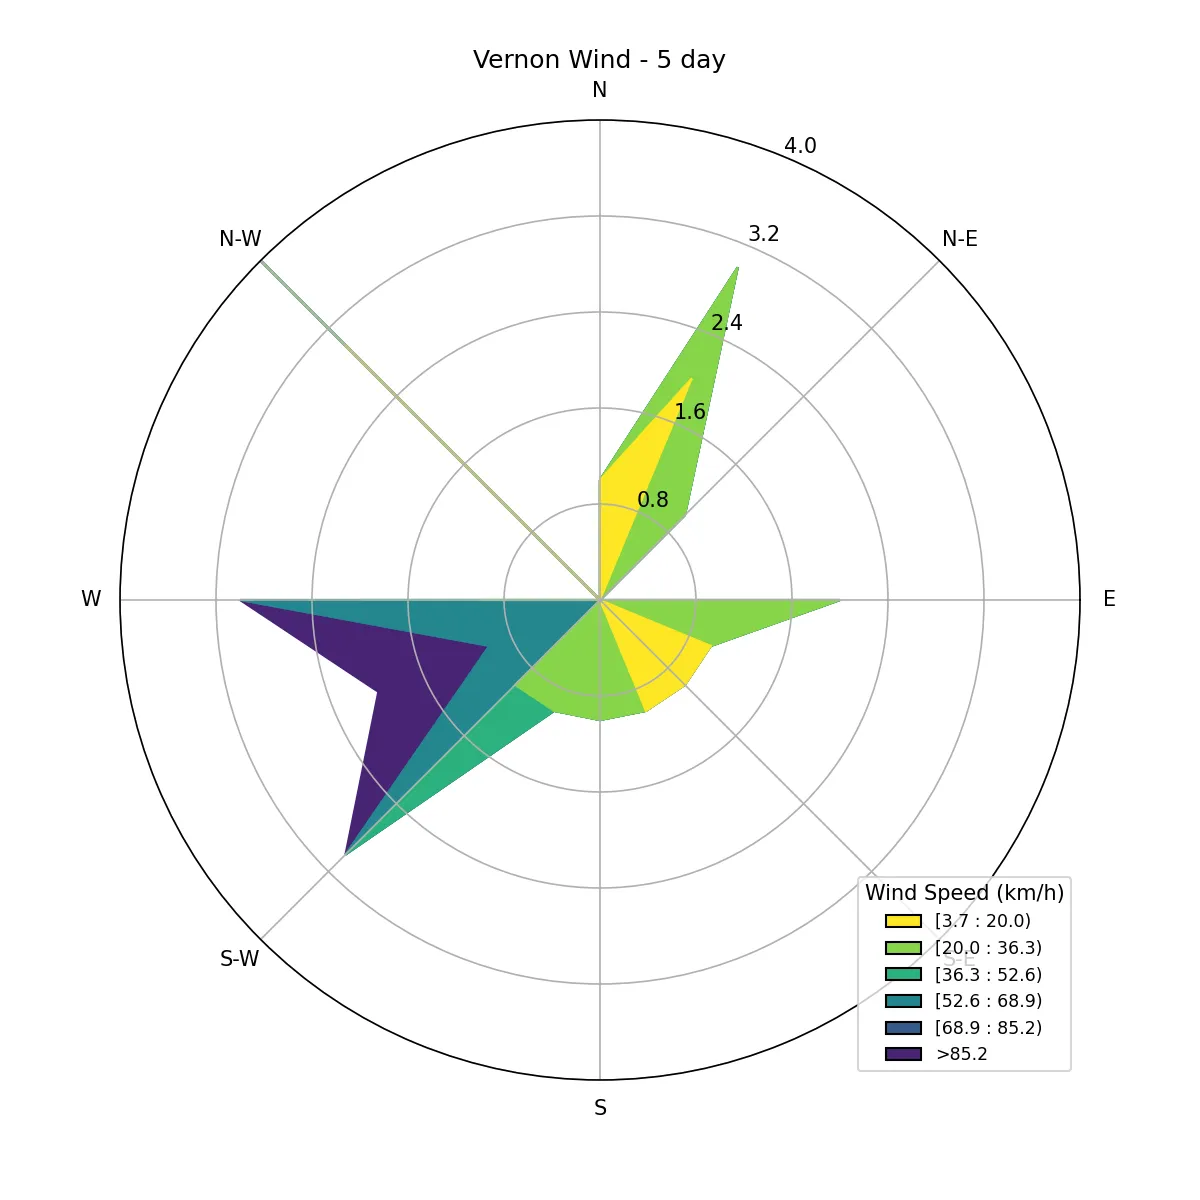 Vernon Wind - 5 day
N
4.0
3.2
N-W
N-E
2.4
1.6
0.8
W
E
Wind Speed (km/h)
[3.7 : 20.0)
[20.0 : 36.3)
S-W
S-E
[36.3 : 52.6)
[52.6 : 68.9)
[68.9 : 85.2)
>85.2
S